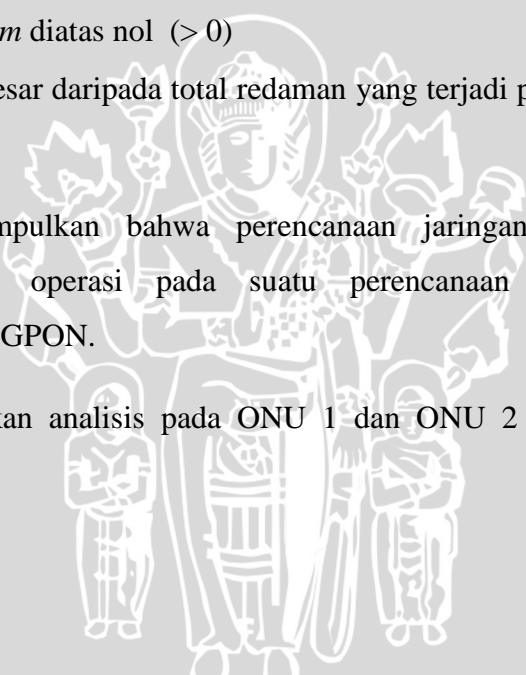 m diatas nol (> 0)
esar daripada total redaman yang terjadi p
mpulkan bahwa perencanaan jaringan
operasi pada suatu perencanaan
GPON.
kan analisis pada ONU 1 dan ONU 2